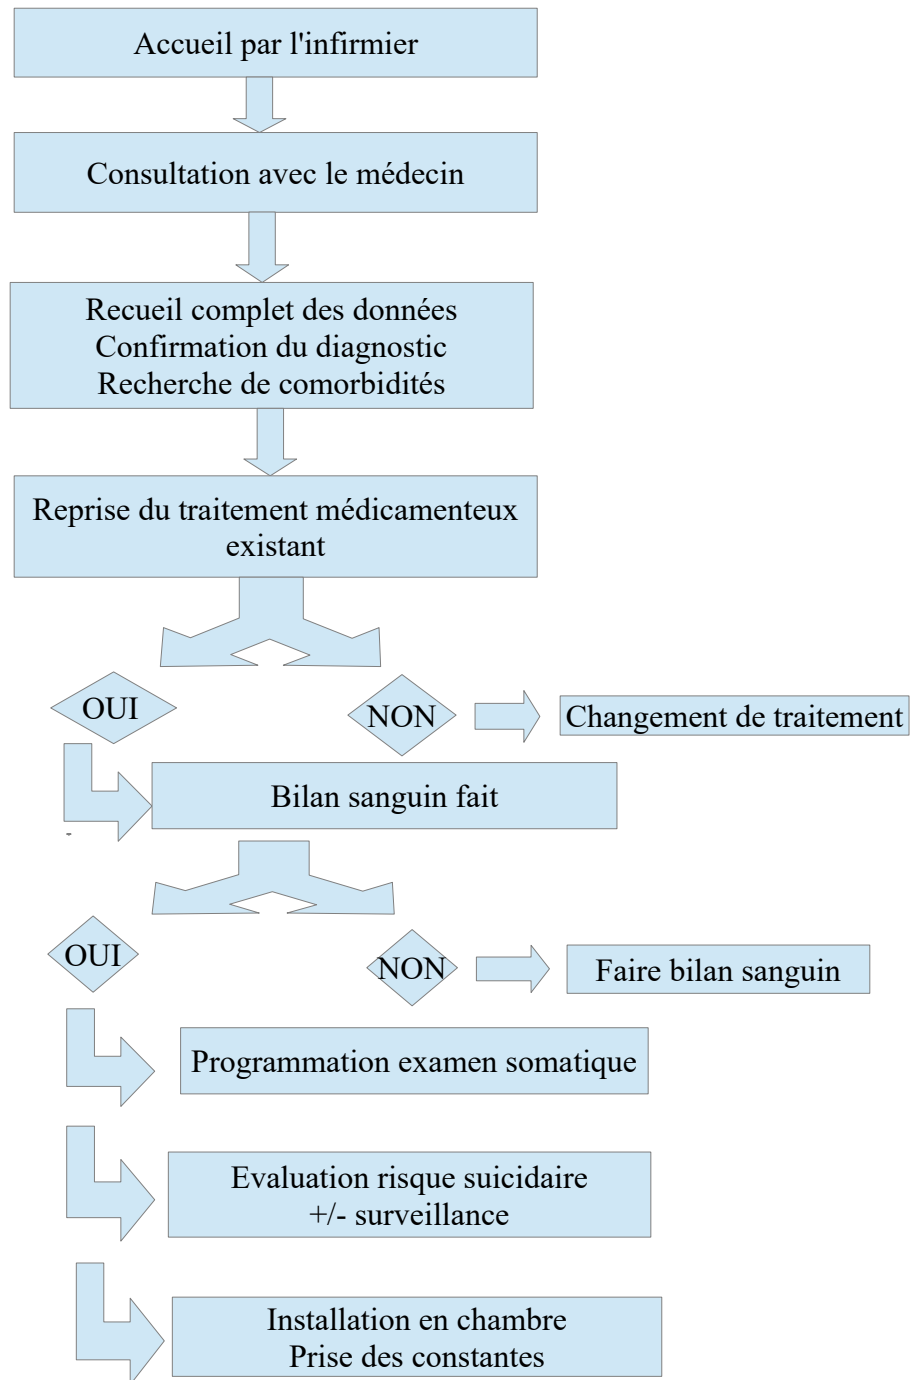 Accueil par l'infirmier
Consultation avec le médecin
Recueil complet des données
Confirmation du diagnostic
Recherche de comorbidités
Reprise du traitement médicamenteux
existant
OUI
NON
Changement de traitement
Bilan sanguin fait
OUI
NON
Faire bilan sanguin
Programmation examen somatique
Evaluation risque suicidaire
+/- surveillance
Installation en chambre
Prise des constantes